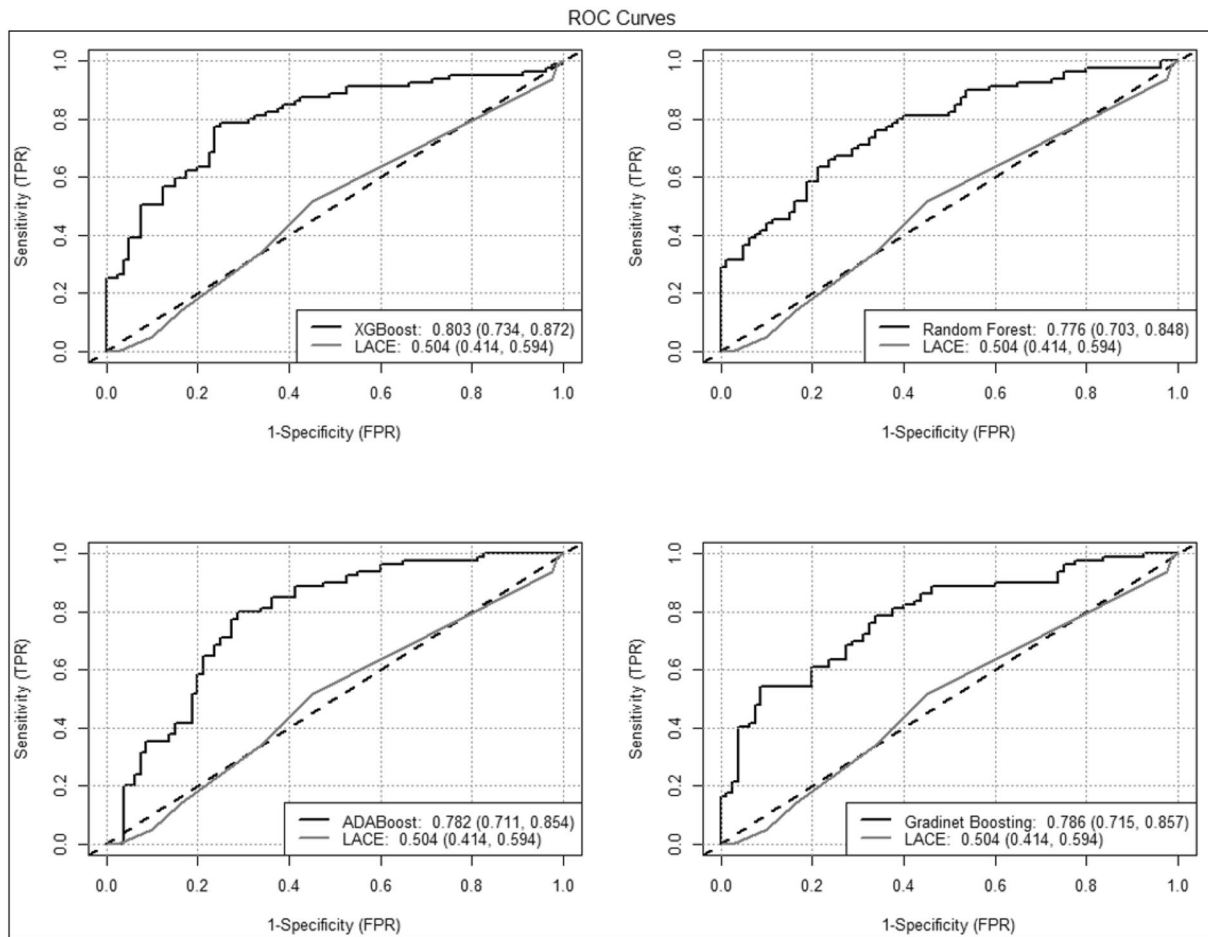 ROC Curves
Sensitivity (TPR)
1.0
0.8
0.6
0.4
0.2
0.0
XGBoost: 0.803 (0.734, 0.872)
LACE: 0.504 (0.414, 0.594)
0.0 0.2 0.4 0.6 0.8 1.0
1-Specificity (FPR)
Sensitivity (TPR)
1.0
0.8
0.6
0.4
0.2
0.0
Random Forest: 0.776 (0.703, 0.848)
LACE: 0.504 (0.414, 0.594)
0.0 0.2 0.4 0.6 0.8 1.0
1-Specificity (FPR)
Sensitivity (TPR)
1.0
0.8
0.6
0.4
0.2
0.0
ADABoost: 0.782 (0.711, 0.854)
LACE: 0.504 (0.414, 0.594)
0.0 0.2 0.4 0.6 0.8 1.0
1-Specificity (FPR)
Sensitivity (TPR)
1.0
0.8
0.6
0.4
0.2
0.0
Gradinet Boosting: 0.786 (0.715, 0.857)
LACE: 0.504 (0.414, 0.594)
0.0 0.2 0.4 0.6 0.8 1.0
1-Specificity (FPR)